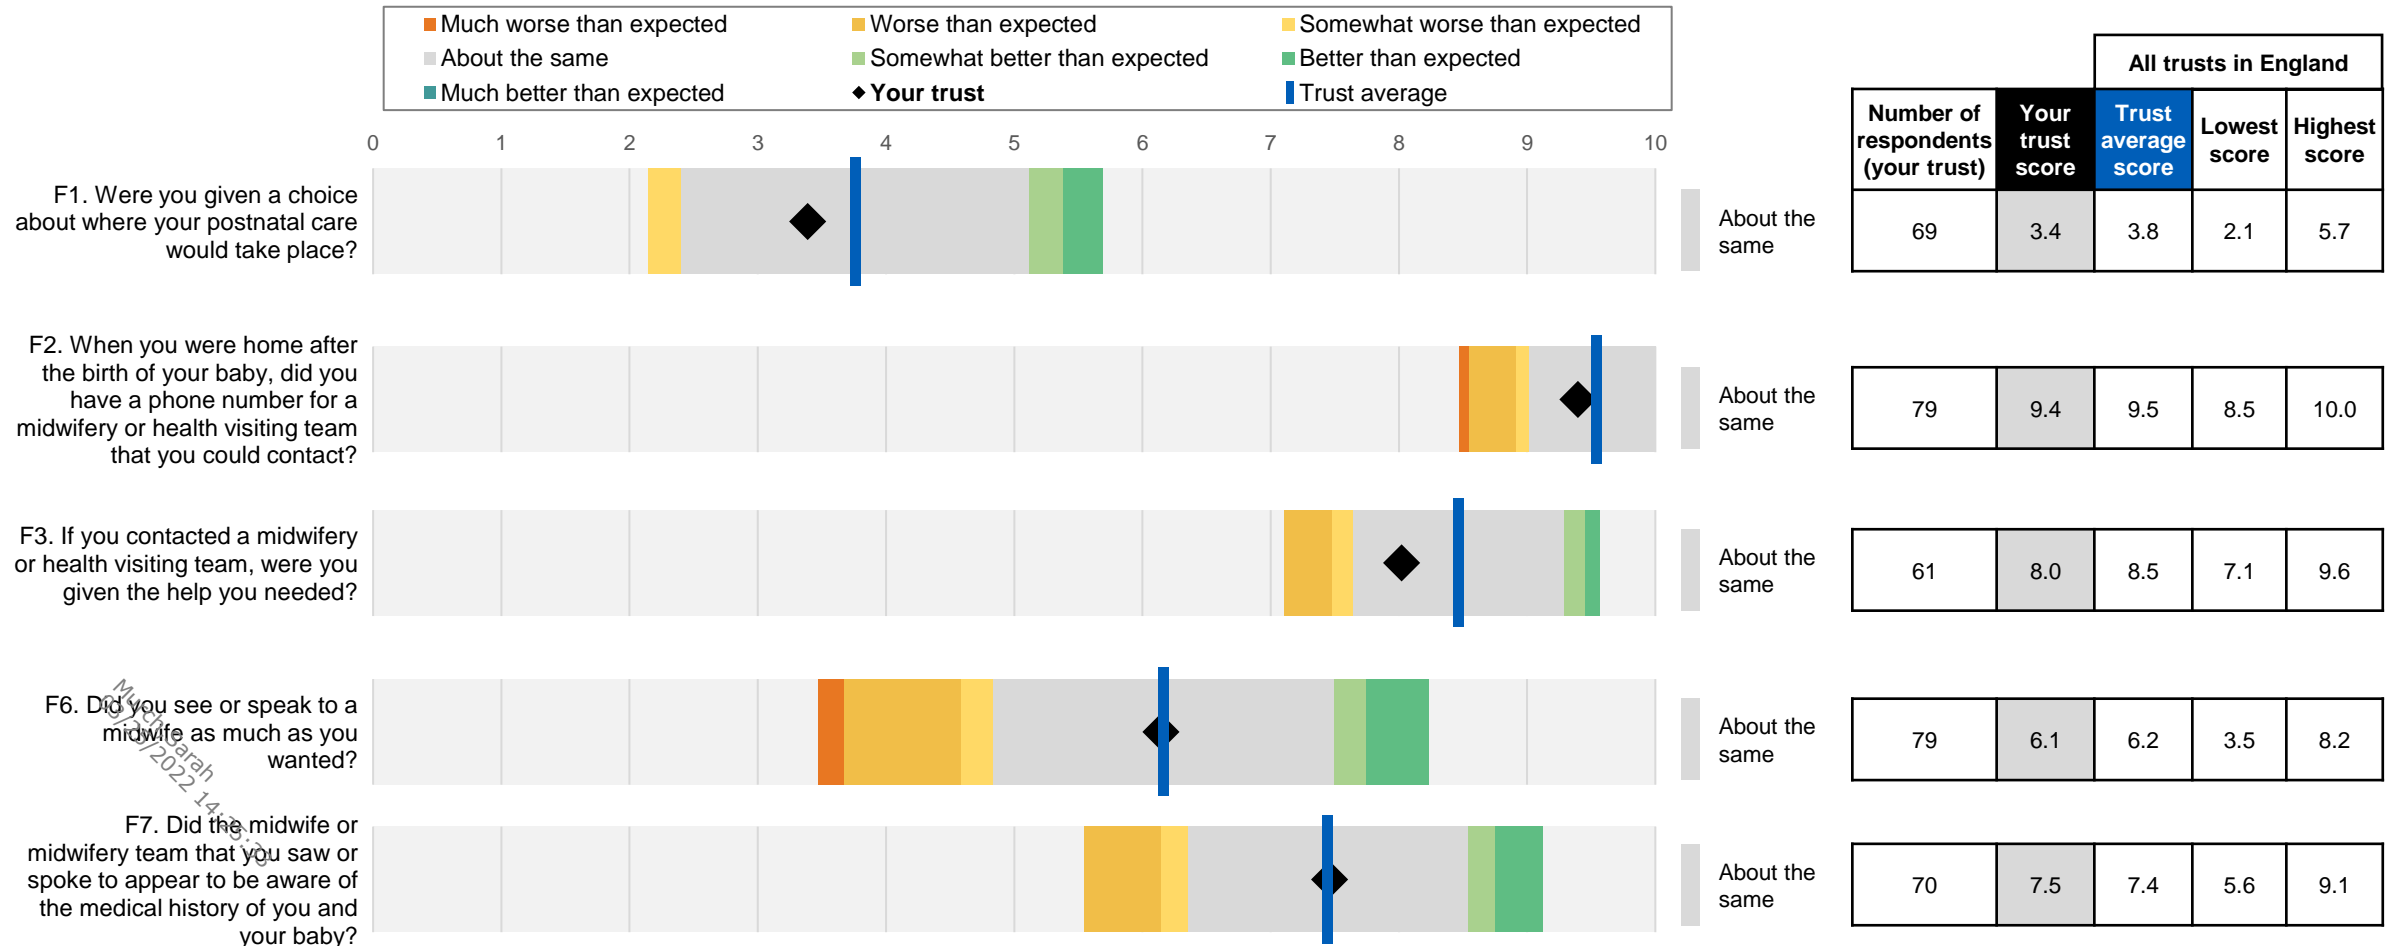 Much worse than expected
Worse than expected
Somewhat worse than expected
About the same
Somewhat better than expected
Better than expected
Much better than expected
Your trust
Trust average
All trusts in England
Number of
respondents
(your trust)
Your
trust
score
Trust
average
score
Lowest
score
Highest
score
0 1 2 3 4 5 6 7 8 9 10
F1. Were you given a choice
about where your postnatal care
would take place?
About the
same
69 3.4 3.8 2.1 5.7
F2. When you were home after
the birth of your baby, did you
have a phone number for a
midwifery or health visiting team
that you could contact?
About the
same
79 9.4 9.5 8.5 10.0
F3. If you contacted a midwifery
or health visiting team, were you
given the help you needed?
About the
same
61 8.0 8.5 7.1 9.6
F6. Did you see or speak to a
midwife as much as you
wanted?
About the
same
79 6.1 6.2 3.5 8.2
F7. Did the midwife or
midwifery team that you saw or
spoke to appear to be aware of
the medical history of you and
your baby?
About the
same
70 7.5 7.4 5.6 9.1
Sarah
14:25:33